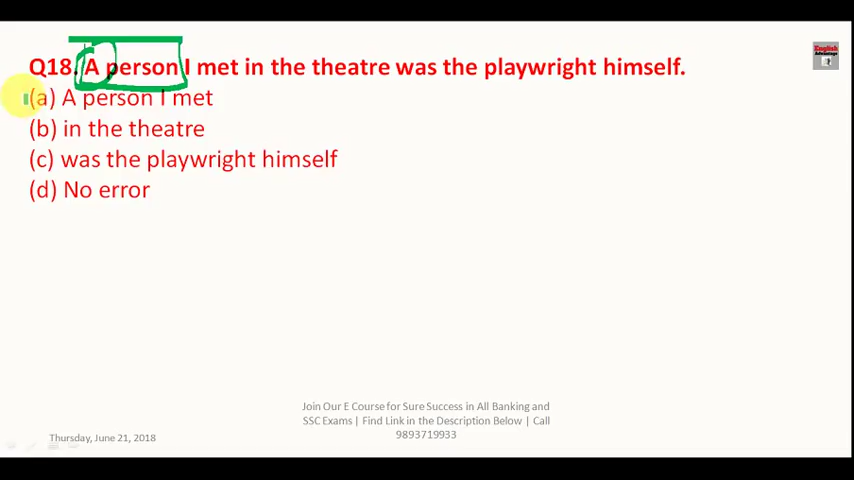 Q18. A person I met in the theatre was the playwright himself.
(a) A person I met
(b) in the theatre
(c) was the playwright himself
(d) No error
English
Advantage
Join Our E Course for Sure Success in All Banking and
SSC Exams | Find Link in the Description Below | Call
9893719933
Thursday, June 21, 2018